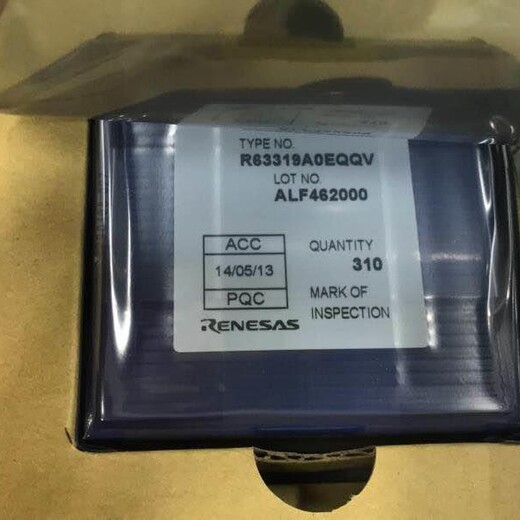 TYPE NO.
R63319A0EQQV
LOT NO.
ALF462000
ACC
14/05/13
PQC
QUANTITY
310
MARK OF
INSPECTION
RENESAS